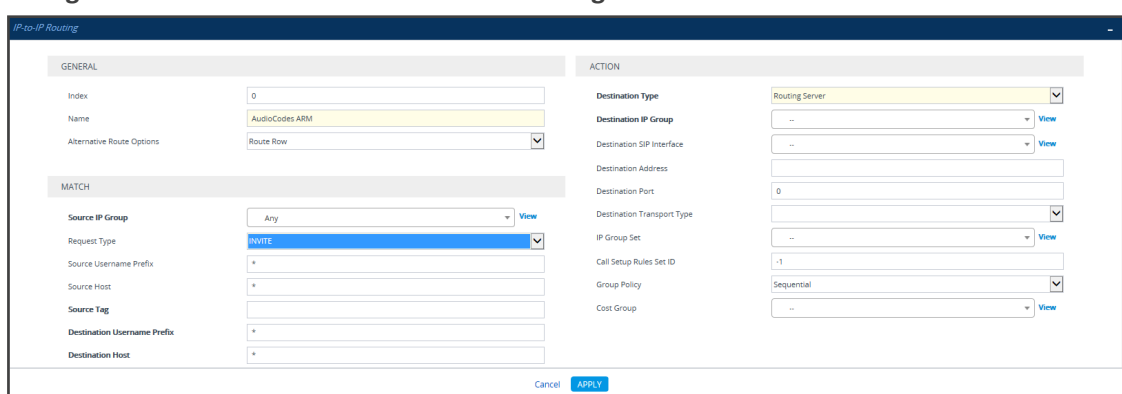 IP-to-IP Routing
–
GENERAL
Index 0
Name AudioCodes ARM
Alternative Route Options Route Row
MATCH
Source IP Group Any View
Request Type INVITE
Source Username Prefix *
Source Host *
Source Tag
Destination Username Prefix *
Destination Host *
ACTION
Destination Type Routing Server
Destination IP Group -- View
Destination SIP Interface -- View
Destination Address
Destination Port 0
Destination Transport Type
IP Group Set -- View
Call Setup Rules Set ID -1
Group Policy Sequential
Cost Group -- View
Cancel APPLY